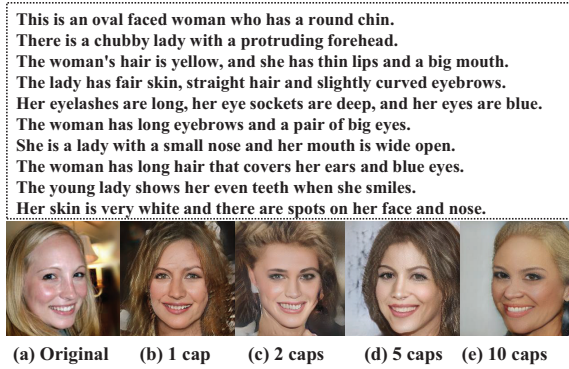 This is an oval faced woman who has a round chin.
There is a chubby lady with a protruding forehead.
The woman's hair is yellow, and she has thin lips and a big mouth.
The lady has fair skin, straight hair and slightly curved eyebrows.
Her eyelashes are long, her eye sockets are deep, and her eyes are blue.
The woman has long eyebrows and a pair of big eyes.
She is a lady with a small nose and her mouth is wide open.
The woman has long hair that covers her ears and blue eyes.
The young lady shows her even teeth when she smiles.
Her skin is very white and there are spots on her face and nose.
(a) Original (b) 1 cap (c) 2 caps (d) 5 caps (e) 10 caps